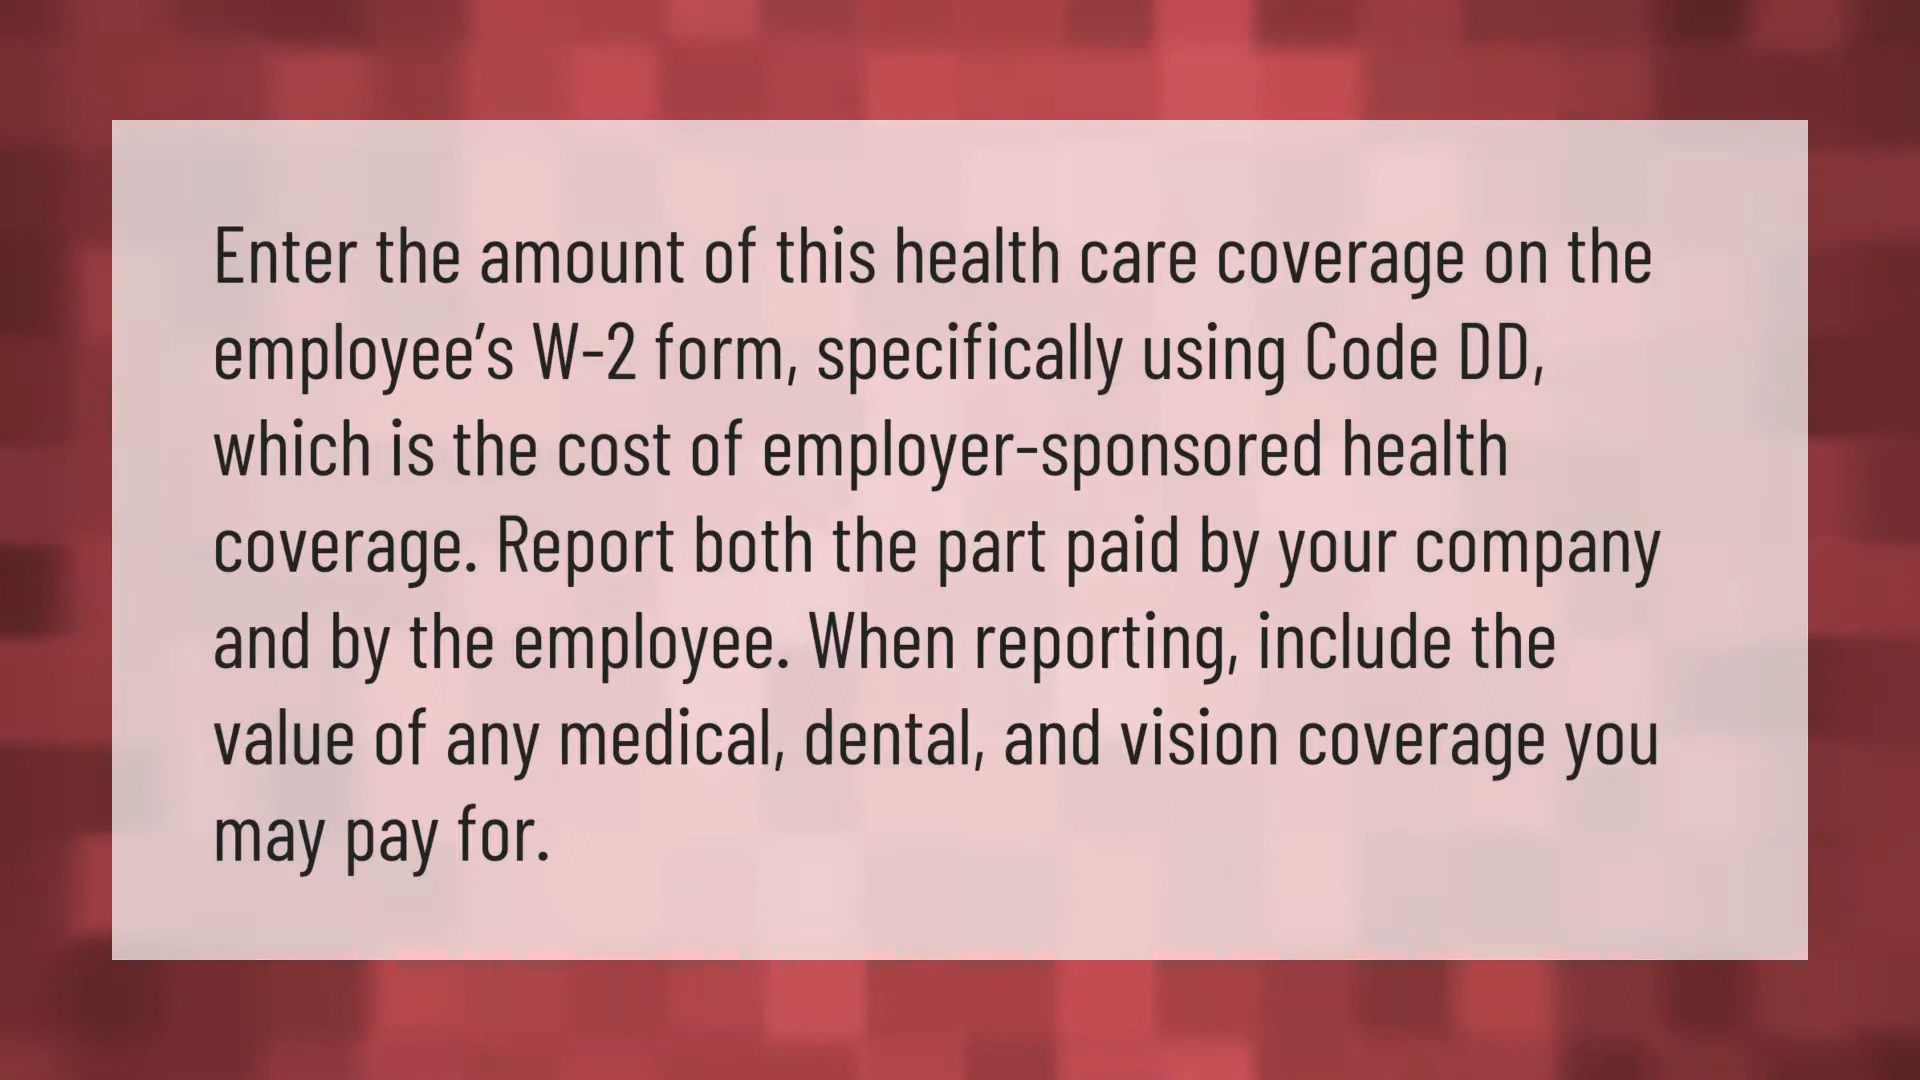 Enter the amount of this health care coverage on the
employee’s W-2 form, specifically using Code DD,
which is the cost of employer-sponsored health
coverage. Report both the part paid by your company
and by the employee. When reporting, include the
value of any medical, dental, and vision coverage you
may pay for.